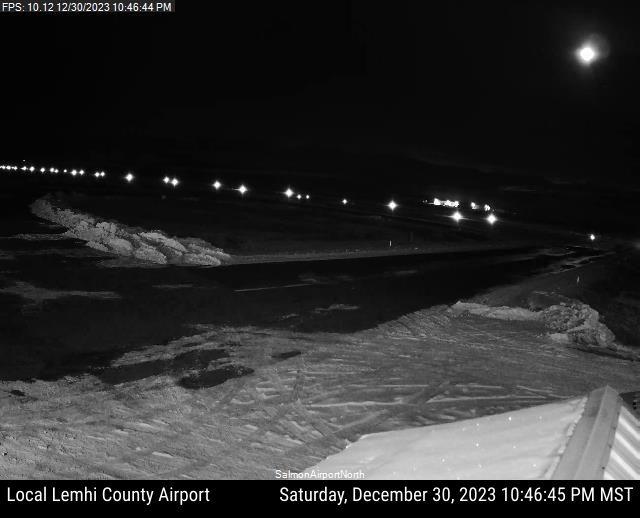 FPS: 10.12 12/30/2023 10:46:44 PM
SalmonAirportNorth
Local Lemhi County Airport Saturday, December 30, 2023 10:46:45 PM MST